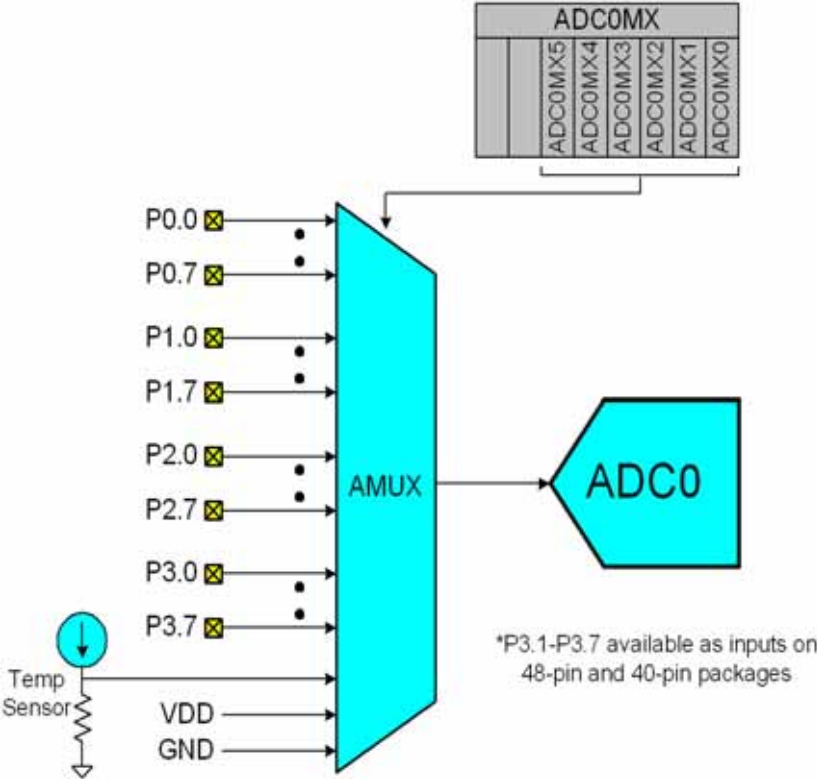 ADC0MX
ADC0MX5
ADC0MX4
ADC0MX3
ADC0MX2
ADC0MX1
ADC0MX0
P0.0
P0.7
P1.0
P1.7
P2.0
P2.7
P3.0
P3.7
AMUX
ADC0
Temp
Sensor
VDD
GND
*P3.1-P3.7 available as inputs on
48-pin and 40-pin packages